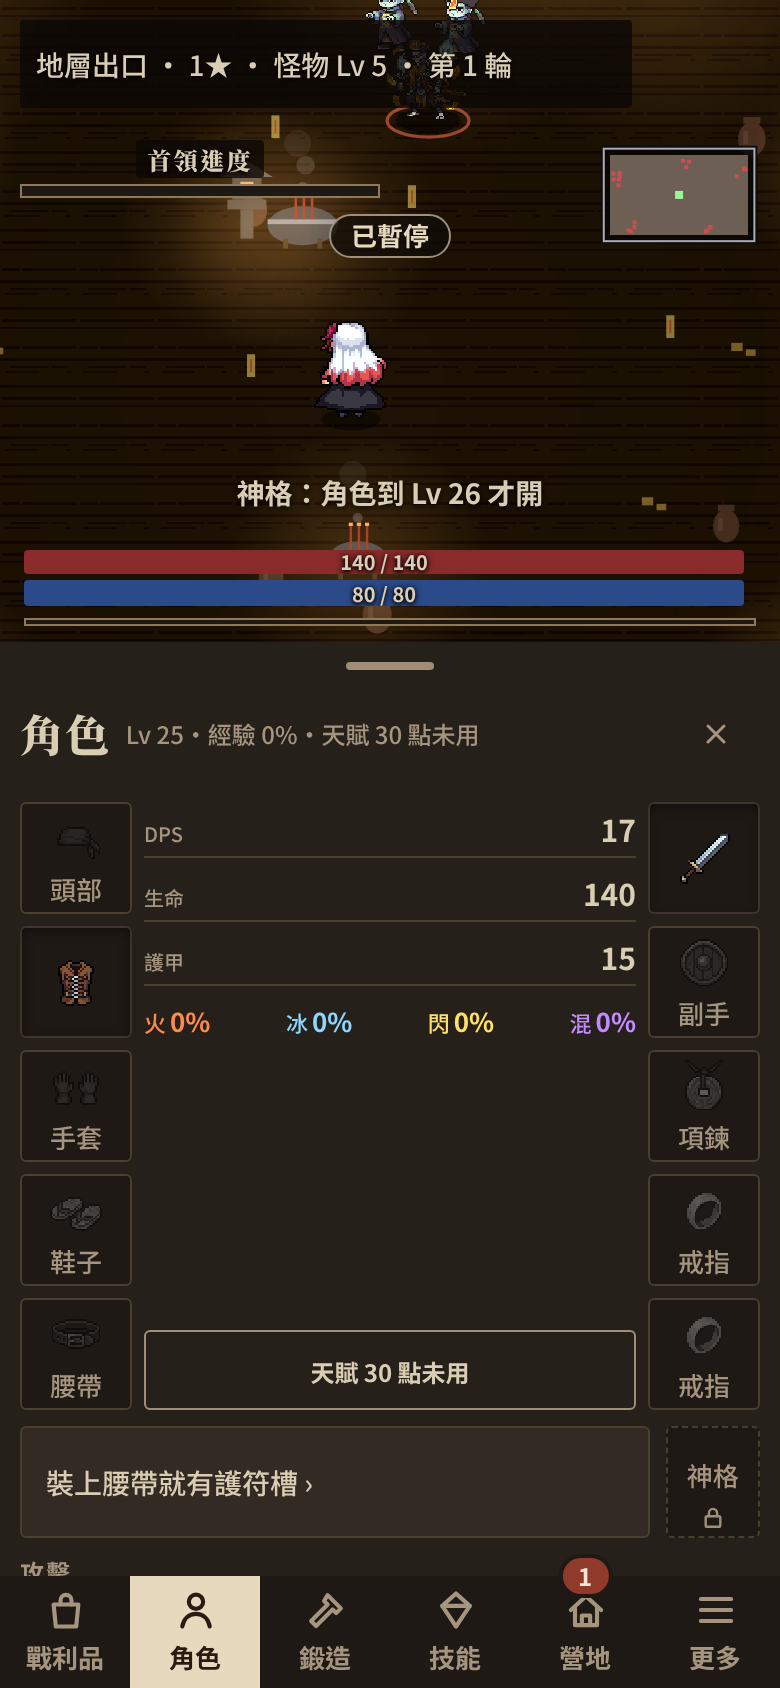 地層出口 · 1★ · 怪物 Lv 5 · 第 1 輪
首領進度
已暫停
神格：角色到 Lv 26 才開
140 / 140
80 / 80
角色 Lv 25 · 經驗 0% · 天賦 30 點未用
頭部
DPS 17
生命 140
護甲 15
副手
火 0% 冰 0% 閃 0% 混 0%
手套
項鍊
鞋子
戒指
腰帶
天賦 30 點未用
戒指
裝上腰帶就有護符槽 ›
神格
攻擊
1
戰利品 角色 鍛造 技能 營地 更多